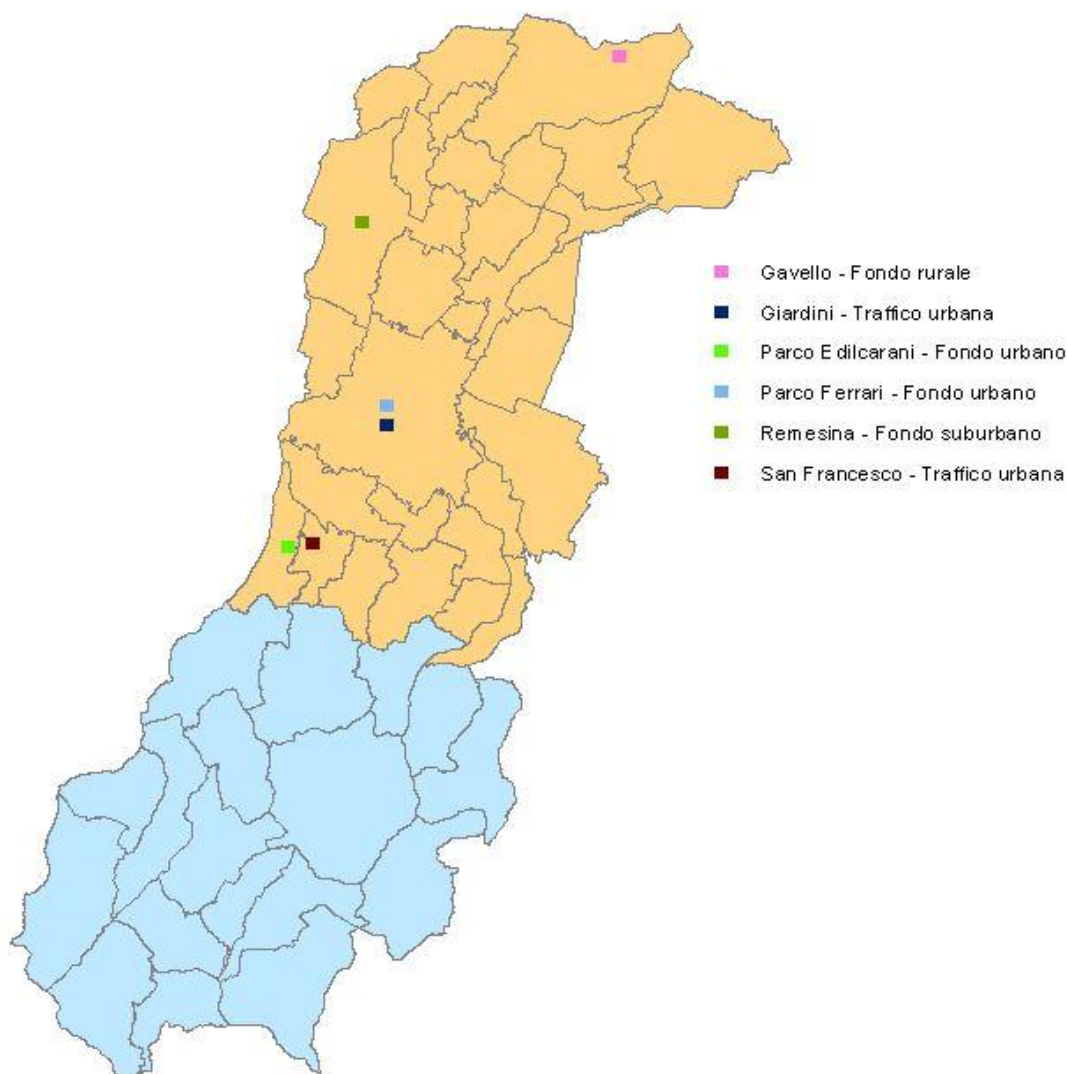 Gavello - Fondo rurale
Giardini - Traffico urbana
Parco Edilcarani - Fondo urbano
Parco Ferrari - Fondo urbano
Remesina - Fondo suburbano
San Francesco - Traffico urbana